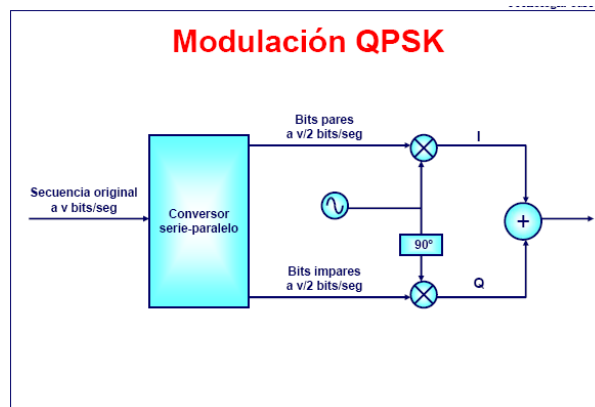 Modulación QPSK
Bits pares
a v/2 bits/seg
I
Secuencia original
a v bits/seg
Conversor
serie-paralelo
+
90º
Bits impares
a v/2 bits/seg
Q